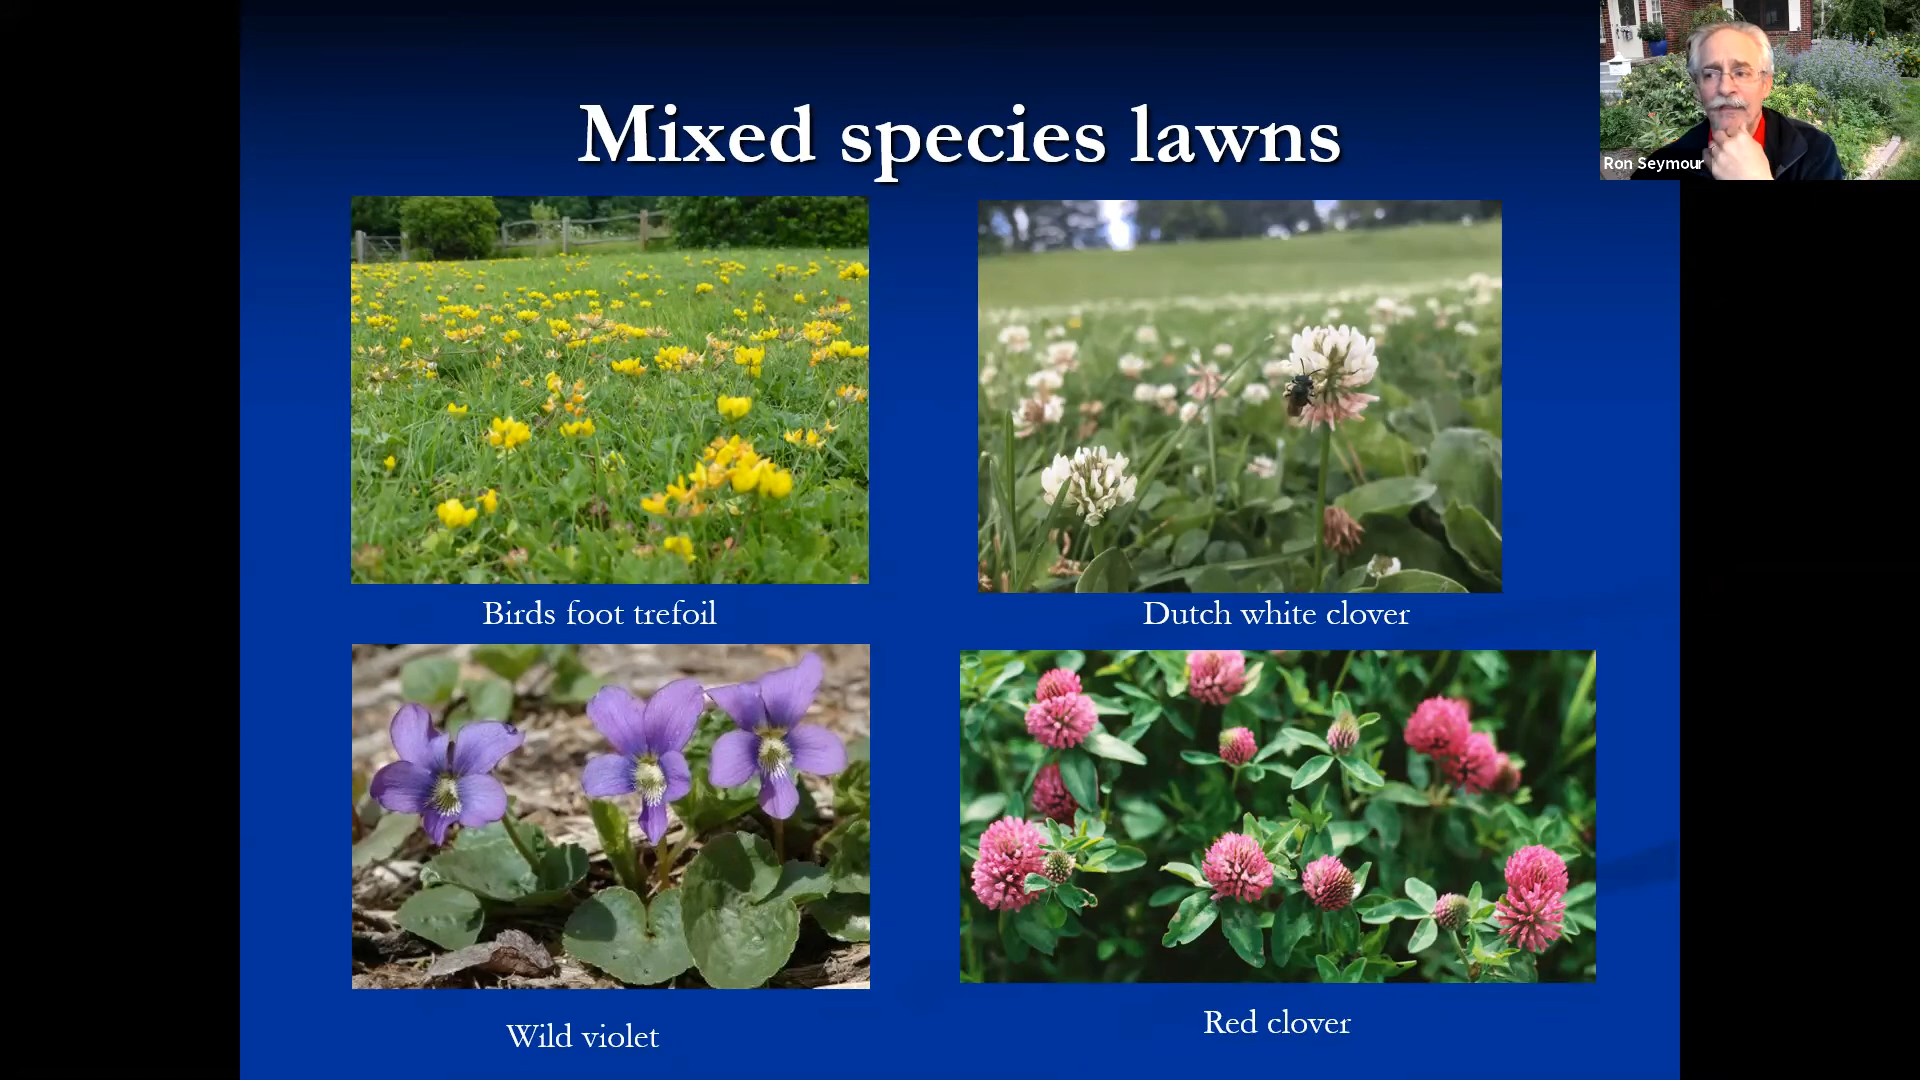 Mixed species lawns
Ron Seymour
Birds foot trefoil
Dutch white clover
Wild violet
Red clover